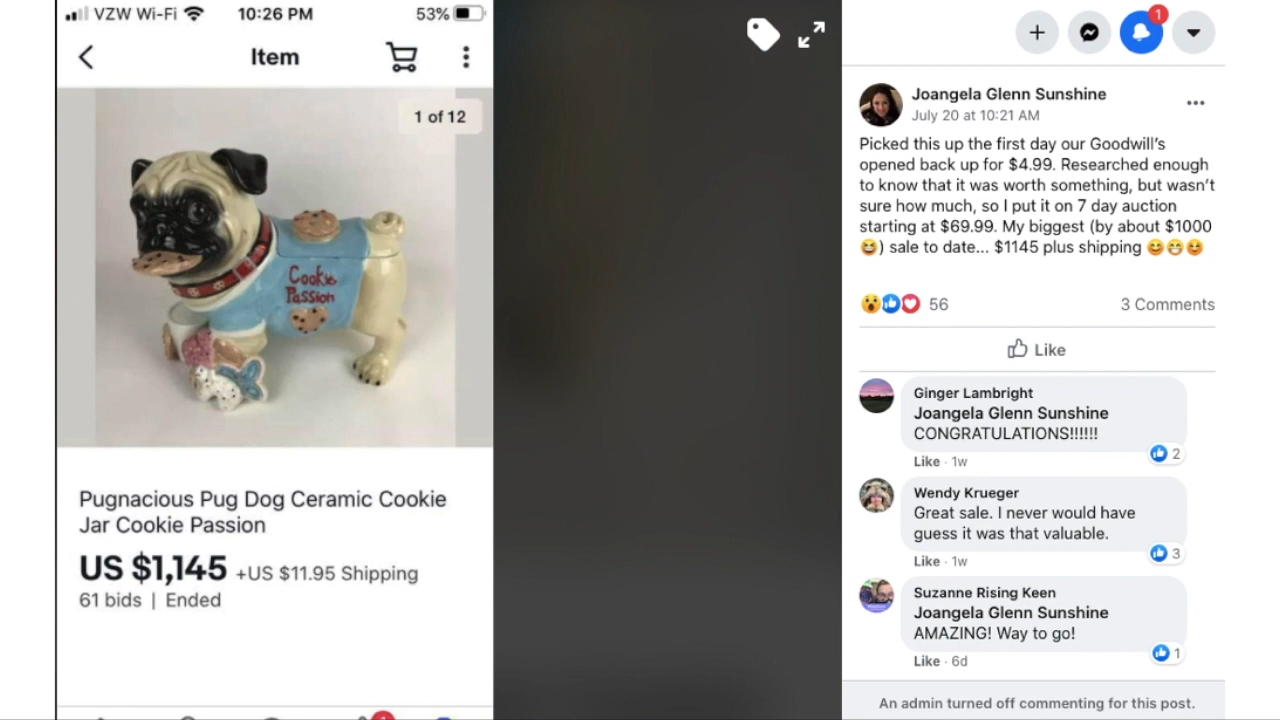 VZW Wi-Fi 10:26 PM 53%
Item
1 of 12
Cookie
Passion
Pugnacious Pug Dog Ceramic Cookie
Jar Cookie Passion
US $1,145 +US $11.95 Shipping
61 bids | Ended
1
1
Joangela Glenn Sunshine
July 20 at 10:21 AM
Picked this up the first day our Goodwill's
opened back up for $4.99. Researched enough
to know that it was worth something, but wasn't
sure how much, so I put it on 7 day auction
starting at $69.99. My biggest (by about $1000
😆) sale to date... $1145 plus shipping 😊😁😊
56 3 Comments
Like
Ginger Lambright
Joangela Glenn Sunshine
CONGRATULATIONS!!!!!!
2
Like · 1w
Wendy Krueger
Great sale. I never would have
guess it was that valuable.
3
Like · 1w
Suzanne Rising Keen
Joangela Glenn Sunshine
AMAZING! Way to go!
1
Like · 6d
An admin turned off commenting for this post.